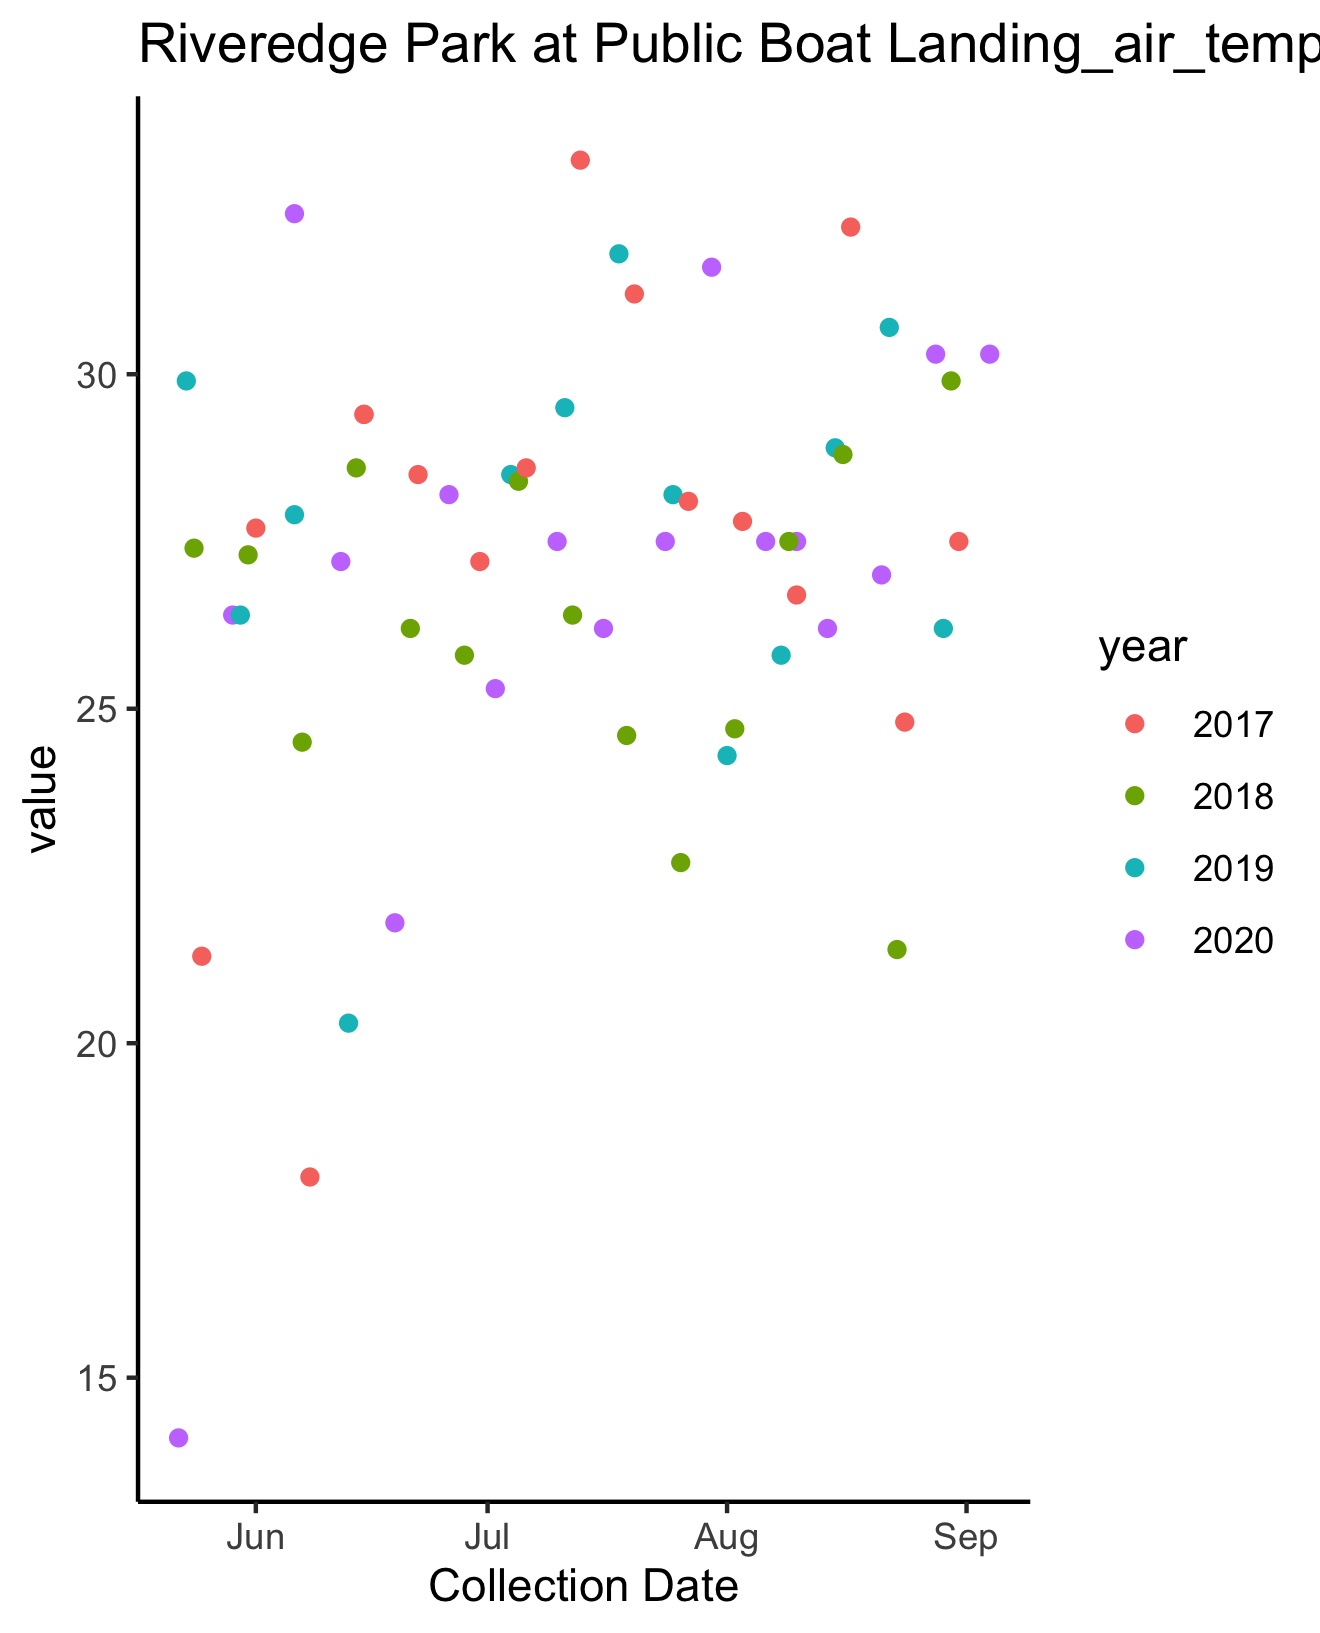 Riveredge Park at Public Boat Landing_air_temp
30
25
20
15
value
Jun Jul Aug Sep
Collection Date
year
2017
2018
2019
2020